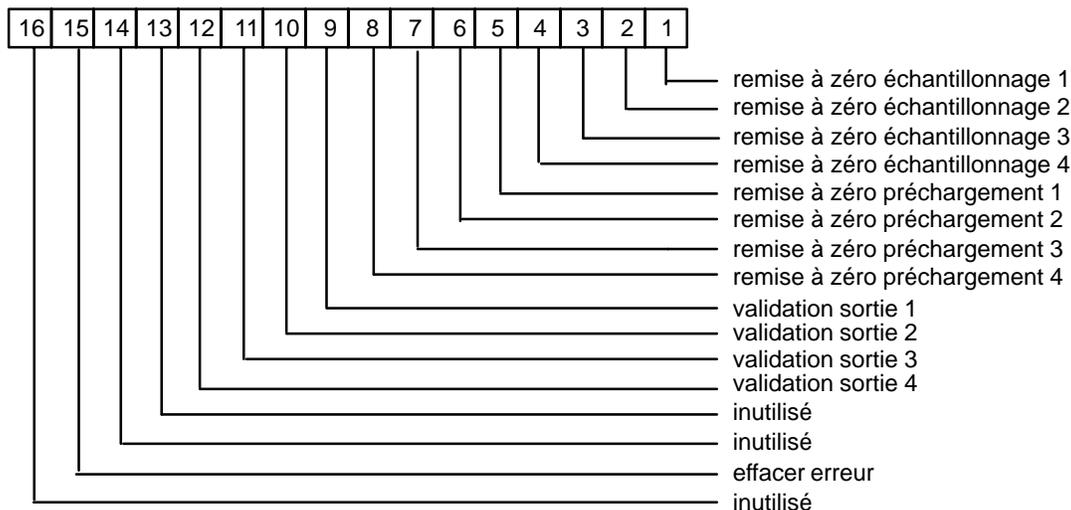 16 15 14 13 12 11 10 9 8 7 6 5 4 3 2 1
remise à zéro échantillonnage 1
remise à zéro échantillonnage 2
remise à zéro échantillonnage 3
remise à zéro échantillonnage 4
remise à zéro préchargement 1
remise à zéro préchargement 2
remise à zéro préchargement 3
remise à zéro préchargement 4
validation sortie 1
validation sortie 2
validation sortie 3
validation sortie 4
inutilisé
inutilisé
effacer erreur
inutilisé